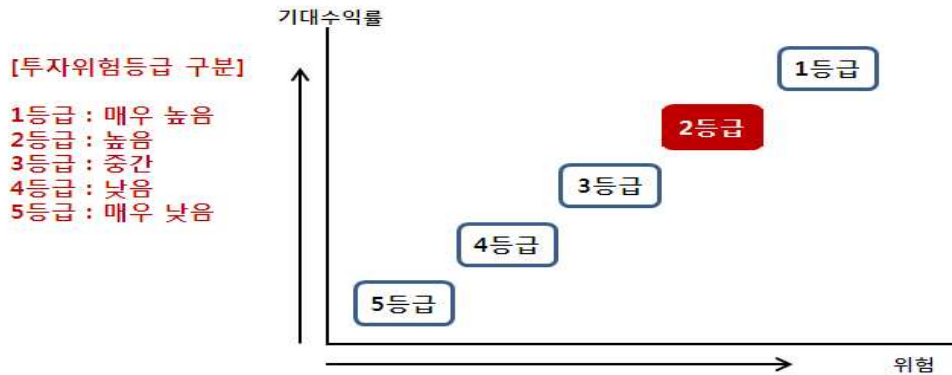 기대수익률
[투자위험등급 구분]
1등급 : 매우 높음
2등급 : 높음
3등급 : 중간
4등급 : 낮음
5등급 : 매우 낮음
1등급
2등급
3등급
4등급
5등급
위험